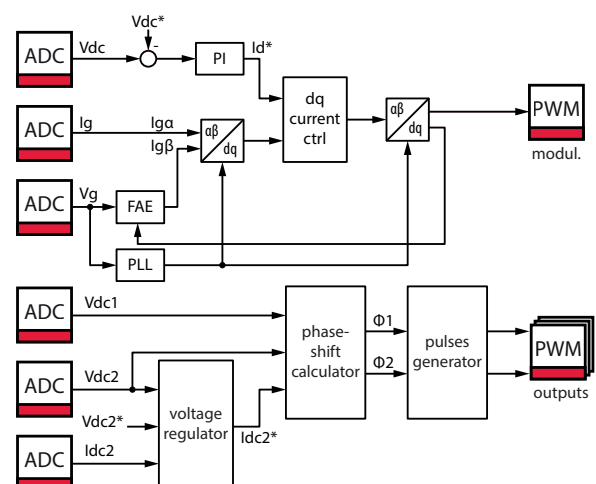 Vdc*
ADC
Vdc
-
PI
Id*
ADC
Ig
Igα
Igβ
αβ
dq
dq
current
ctrl
αβ
dq
PWM
modul.
ADC
Vg
FAE
PLL
ADC
Vdc1
phase-
shift
calculator
Φ1
Φ2
pulses
generator
PWM
outputs
ADC
Vdc2
Vdc2*
voltage
regulator
Idc2*
ADC
Idc2